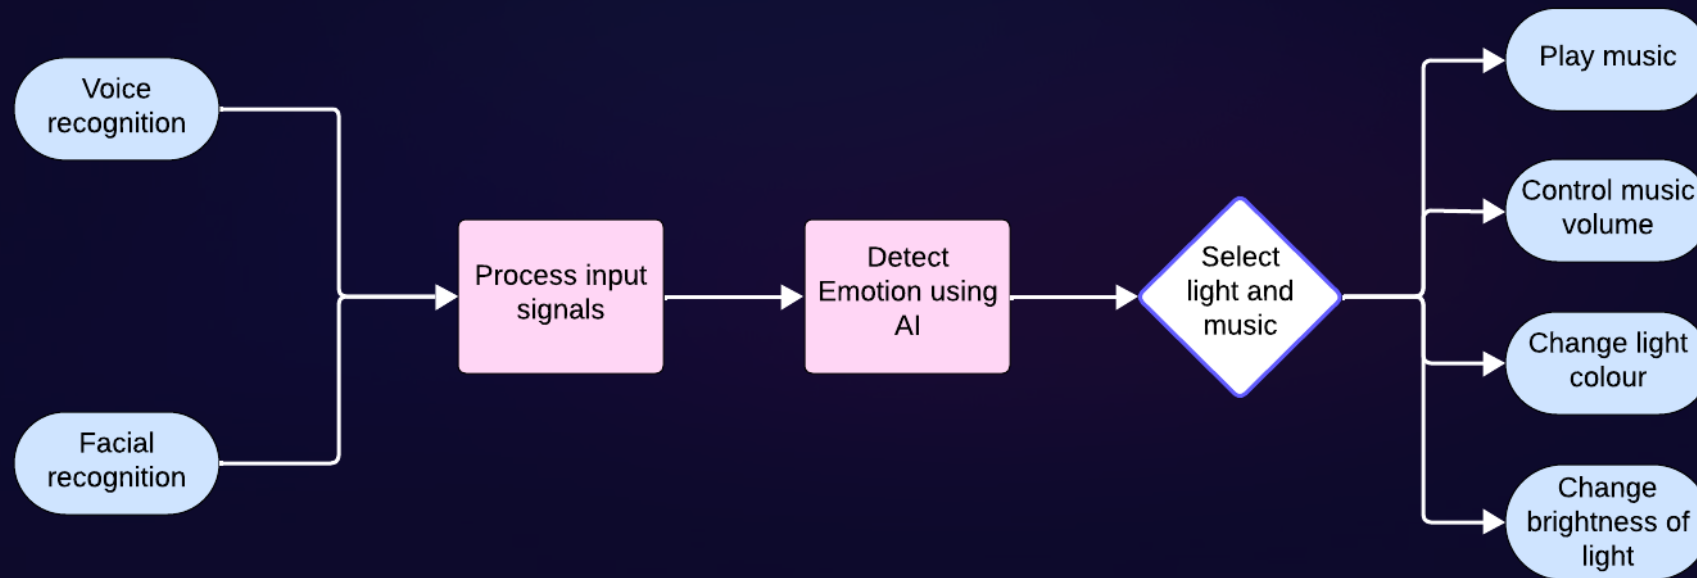 Voice
recognition
Facial
recognition
Process input
signals
Detect
Emotion using
AI
Select
light and
music
Play music
Control music
volume
Change light
colour
Change
brightness of
light